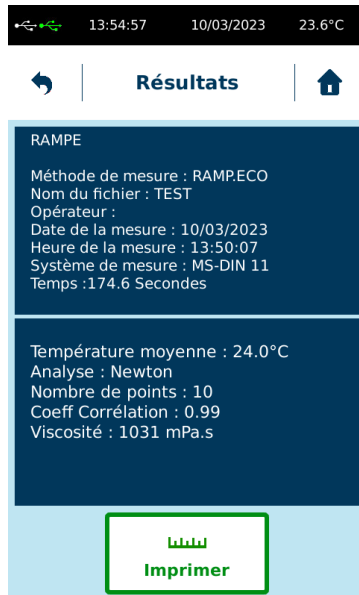 13:54:57 10/03/2023 23.6°C
Résultats
RAMPE
Méthode de mesure : RAMP.ECO
Nom du fichier : TEST
Opérateur :
Date de la mesure : 10/03/2023
Heure de la mesure : 13:50:07
Système de mesure : MS-DIN 11
Temps :174.6 Secondes
Température moyenne : 24.0°C
Analyse : Newton
Nombre de points : 10
Coeff Corrélation : 0.99
Viscosité : 1031 mPa.s
Imprimer